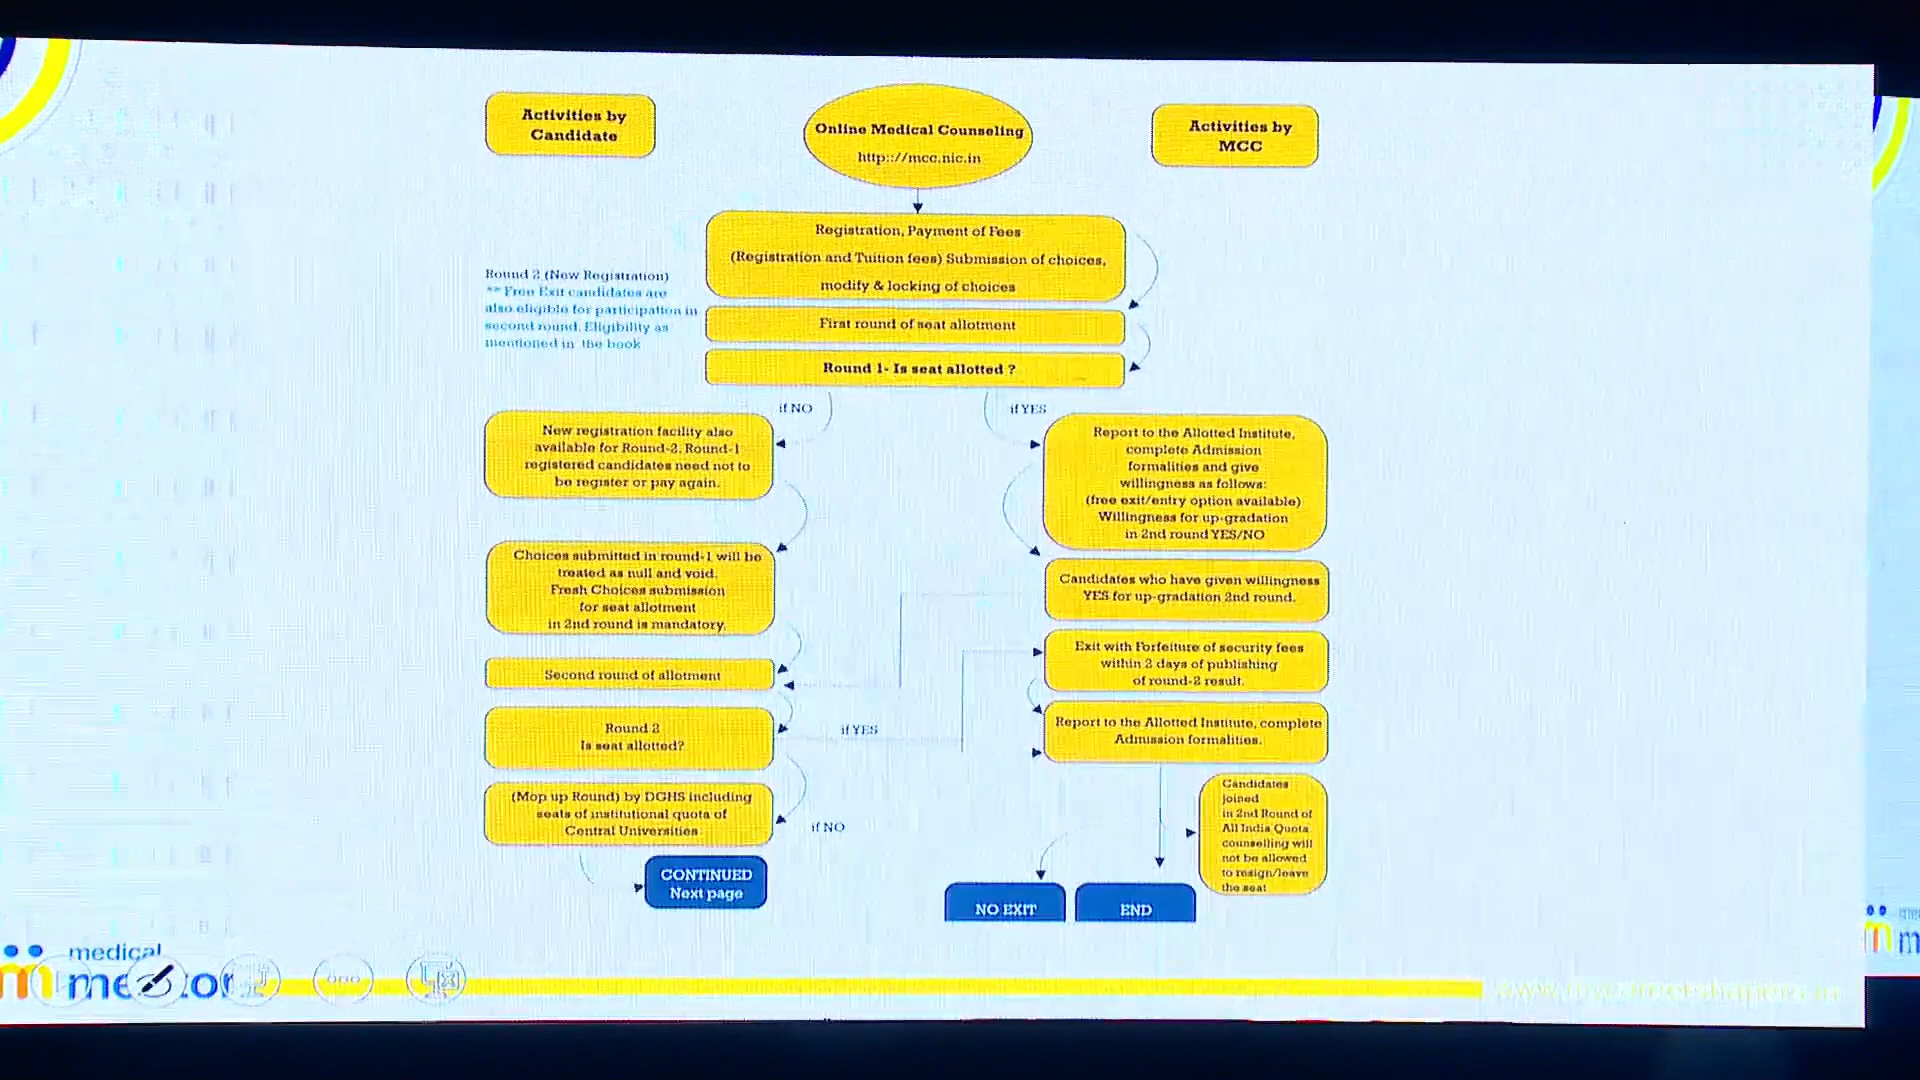 Activities by
Candidate
Online Medical Counseling
http:://mcc.nic.in
Activities by
MCC
Registration, Payment of Fees
(Registration and Tuition fees) Submission of choices,
modify & locking of choices
Round 2 (New Registration)
** Free Exit candidates are
also eligible for participation in
second round. Eligibility as
mentioned in the book
First round of seat allotment
Round 1- Is seat allotted ?
if NO
if YES
New registration facility also
available for Round-2. Round-1
registered candidates need not to
be register or pay again.
Report to the Allotted Institute,
complete Admission
formalities and give
willingness as follows:
(free exit/entry option available)
Willingness for up-gradation
in 2nd round YES/NO
Choices submitted in round-1 will be
treated as null and void.
Fresh Choices submission
for seat allotment
in 2nd round is mandatory.
Candidates who have given willingness
YES for up-gradation 2nd round.
Second round of allotment
Exit with Forfeiture of security fees
within 2 days of publishing
of round-2 result.
Round 2
Is seat allotted?
if YES
Report to the Allotted Institute, complete
Admission formalities.
(Mop up Round) by DGHS including
seats of institutional quota of
Central Universities
if NO
Candidates
joined
in 2nd Round of
All India Quota
counselling will
not be allowed
to resign/leave
the seat
CONTINUED
Next page
NO EXIT
END
medical